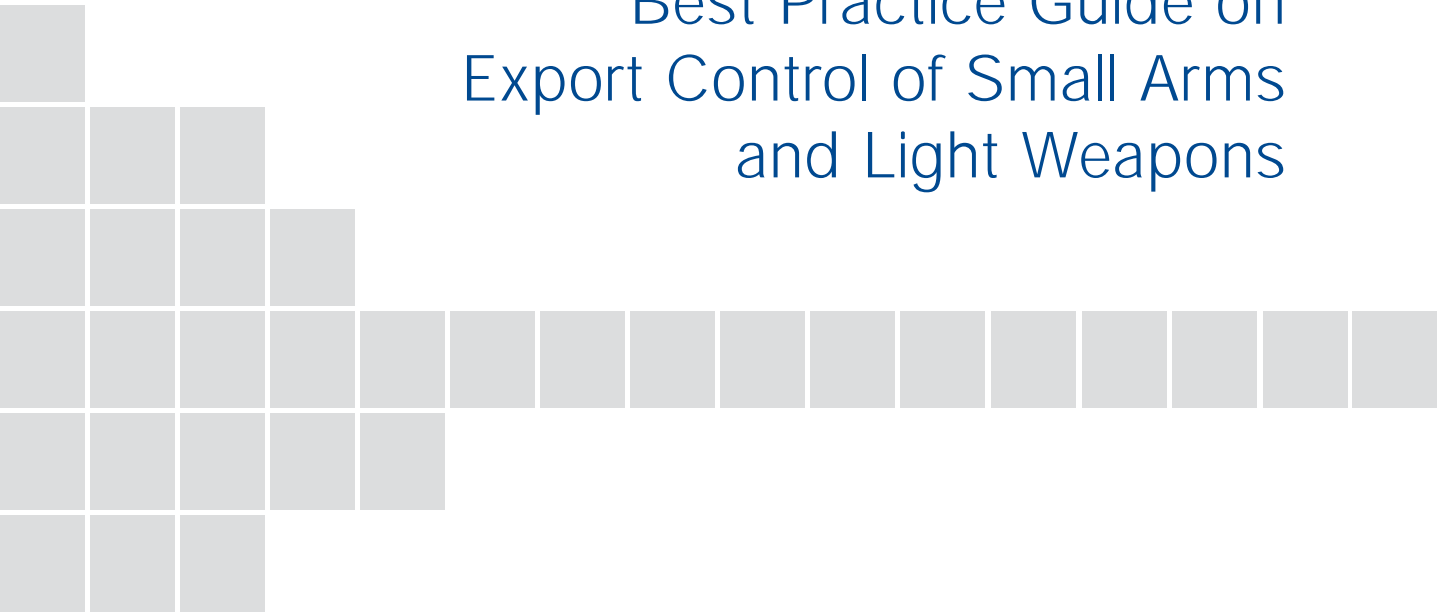 Best Practice Guide on
Export Control of Small Arms
and Light Weapons